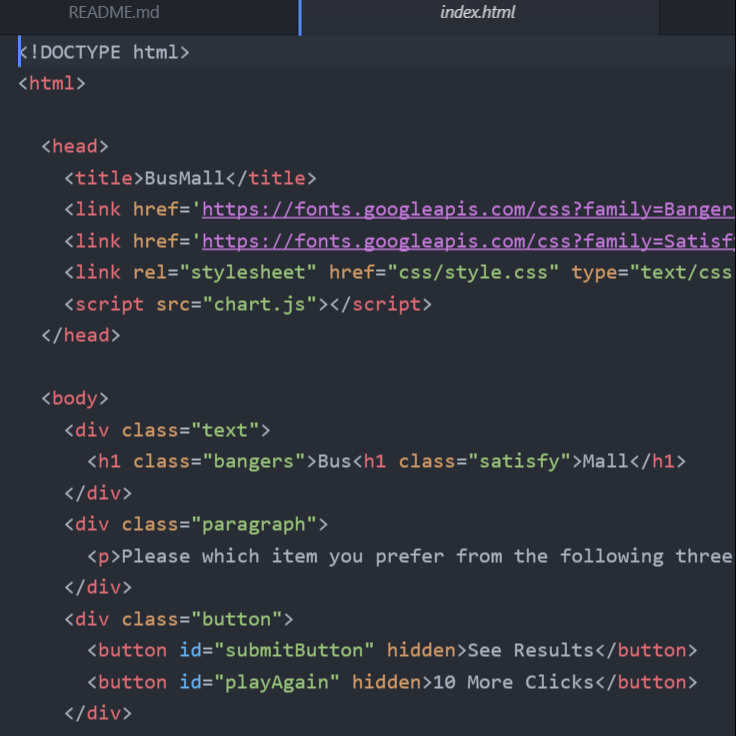 README.md
index.html
<!DOCTYPE html>
<html>
<head>
<title>BusMall</title>
<link href='https://fonts.googleapis.com/css?family=Banger
<link href='https://fonts.googleapis.com/css?family=Satisf
<link rel="stylesheet" href="css/style.css" type="text/css
<script src="chart.js"></script>
</head>
<body>
<div class="text">
<h1 class="bangers">Bus<h1 class="satisfy">Mall</h1>
</div>
<div class="paragraph">
<p>Please which item you prefer from the following three
</div>
<div class="button">
<button id="submitButton" hidden>See Results</button>
<button id="playAgain" hidden>10 More Clicks</button>
</div>